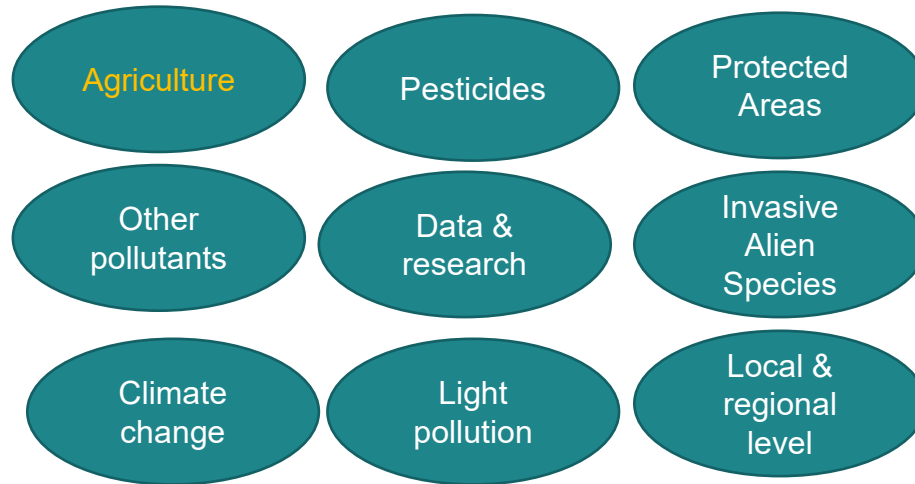 Agriculture
Pesticides
Protected
Areas
Other
pollutants
Data &
research
Invasive
Alien
Species
Climate
change
Light
pollution
Local &
regional
level